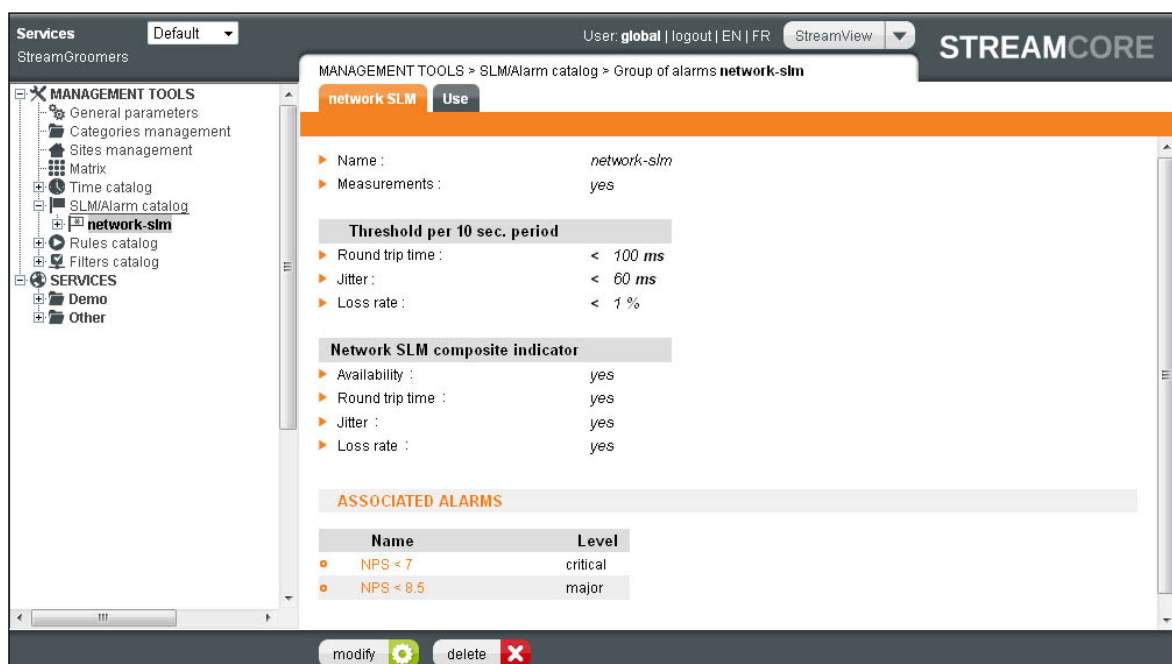 Services Default
StreamGroomers
User: global | logout | EN | FR StreamView
STREAMCORE
MANAGEMENT TOOLS
General parameters
Categories management
Sites management
Matrix
Time catalog
SLM/Alarm catalog
network-slm
Rules catalog
Filters catalog
SERVICES
Demo
Other
MANAGEMENT TOOLS > SLM/Alarm catalog > Group of alarms network-slm
network SLM Use
Name : network-slm
Measurements : yes
Threshold per 10 sec. period
Round trip time : < 100 ms
Jitter : < 60 ms
Loss rate : < 1 %
Network SLM composite indicator
Availability : yes
Round trip time : yes
Jitter : yes
Loss rate : yes
ASSOCIATED ALARMS
Name Level
NPS < 7 critical
NPS < 8.5 major
modify delete